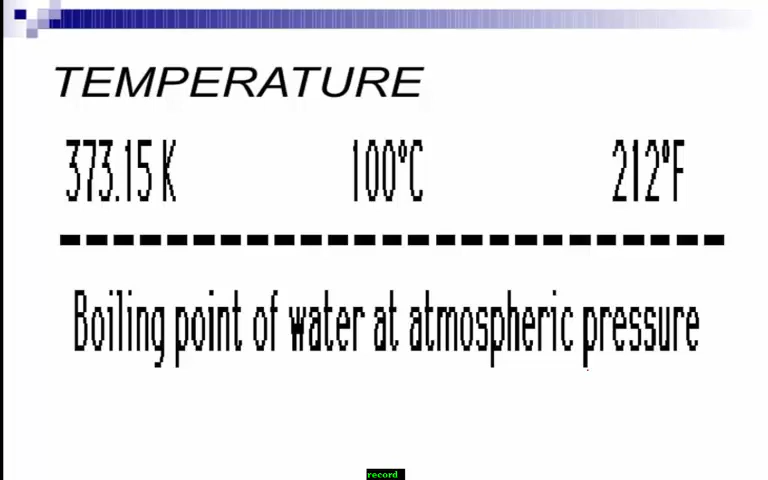 TEMPERATURE
373.15 K 100°C 212°F
Boiling point of water at atmospheric pressure
record